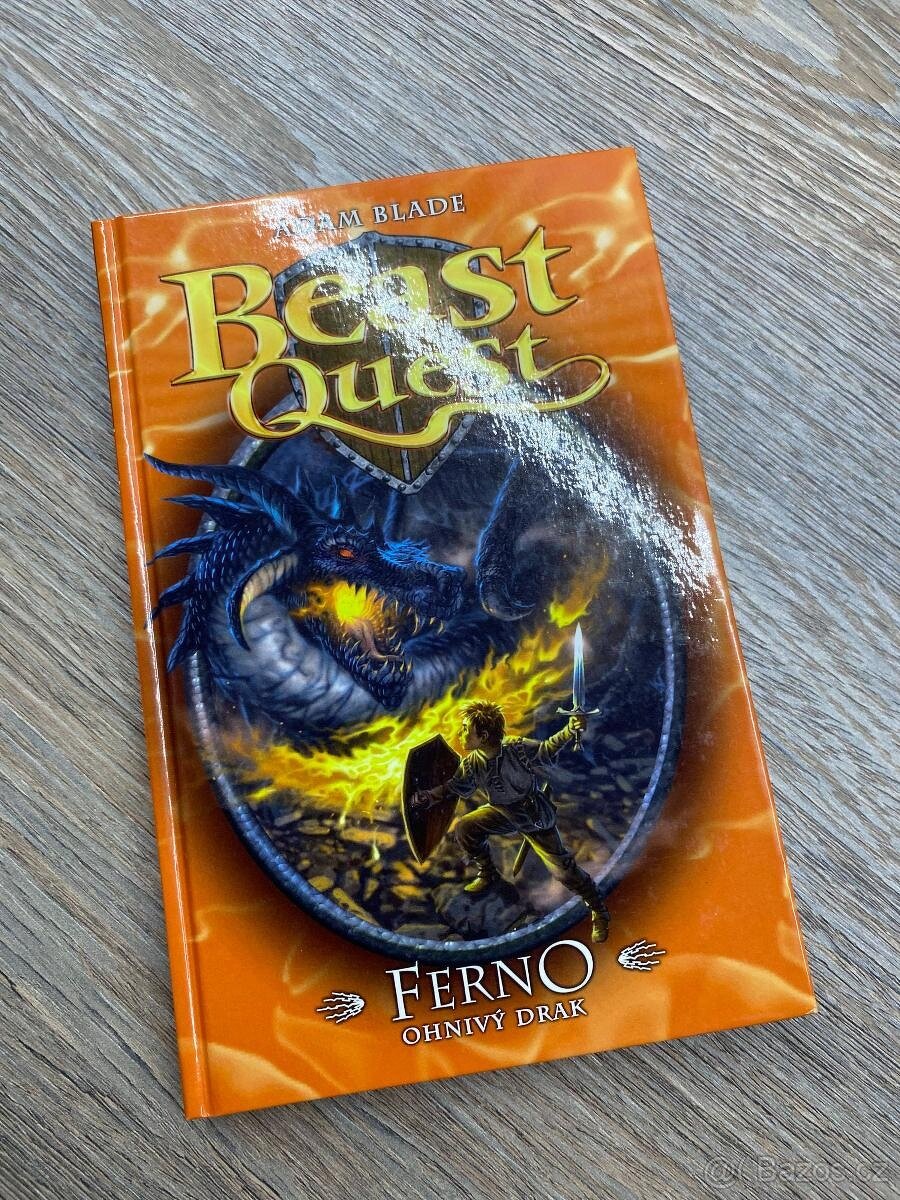 ADAM BLADE
Beast
Quest
FERNO
OHNIVÝ DRAK
@ Bazos.cz